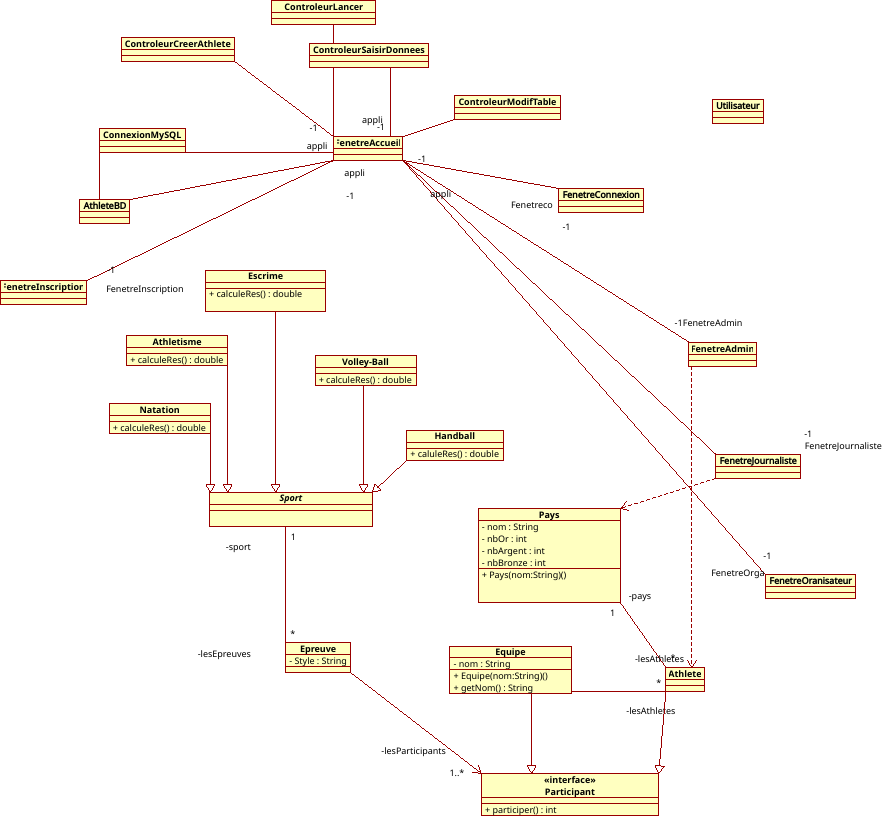 ControleurLancer
ControleurCreerAthlete
ControleurSaisirDonnees
ControleurModifTable
Utilisateur
appli
-1
-1
ConnexionMySQL
FenetreAccueil
appli
-1
appli
appli
FenetreConnexion
-1
Fenetreco
AthleteBD
-1
-1
FenetreInscription
FenetreInscription
Escrime
+ calculeRes() : double
-1FenetreAdmin
Athletisme
+ calculeRes() : double
FenetreAdmin
Volley-Ball
+ calculeRes() : double
Natation
+ calculeRes() : double
Handball
+ caluleRes() : double
-1
FenetreJournaliste
FenetreJournaliste
Sport
Pays
- nom : String
- nbOr : int
- nbArgent : int
- nbBronze : int
+ Pays(nom:String)()
1
-sport
-1
FenetreOrga
FenetreOranisateur
-pays
1
*
-lesEpreuves
Epreuve
- Style : String
Equipe
- nom : String
+ Equipe(nom:String)()
+ getNom() : String
-lesAthletes
*
Athlete
*
-lesAthletes
-lesParticipants
1..*
«interface»
Participant
+ participer() : int